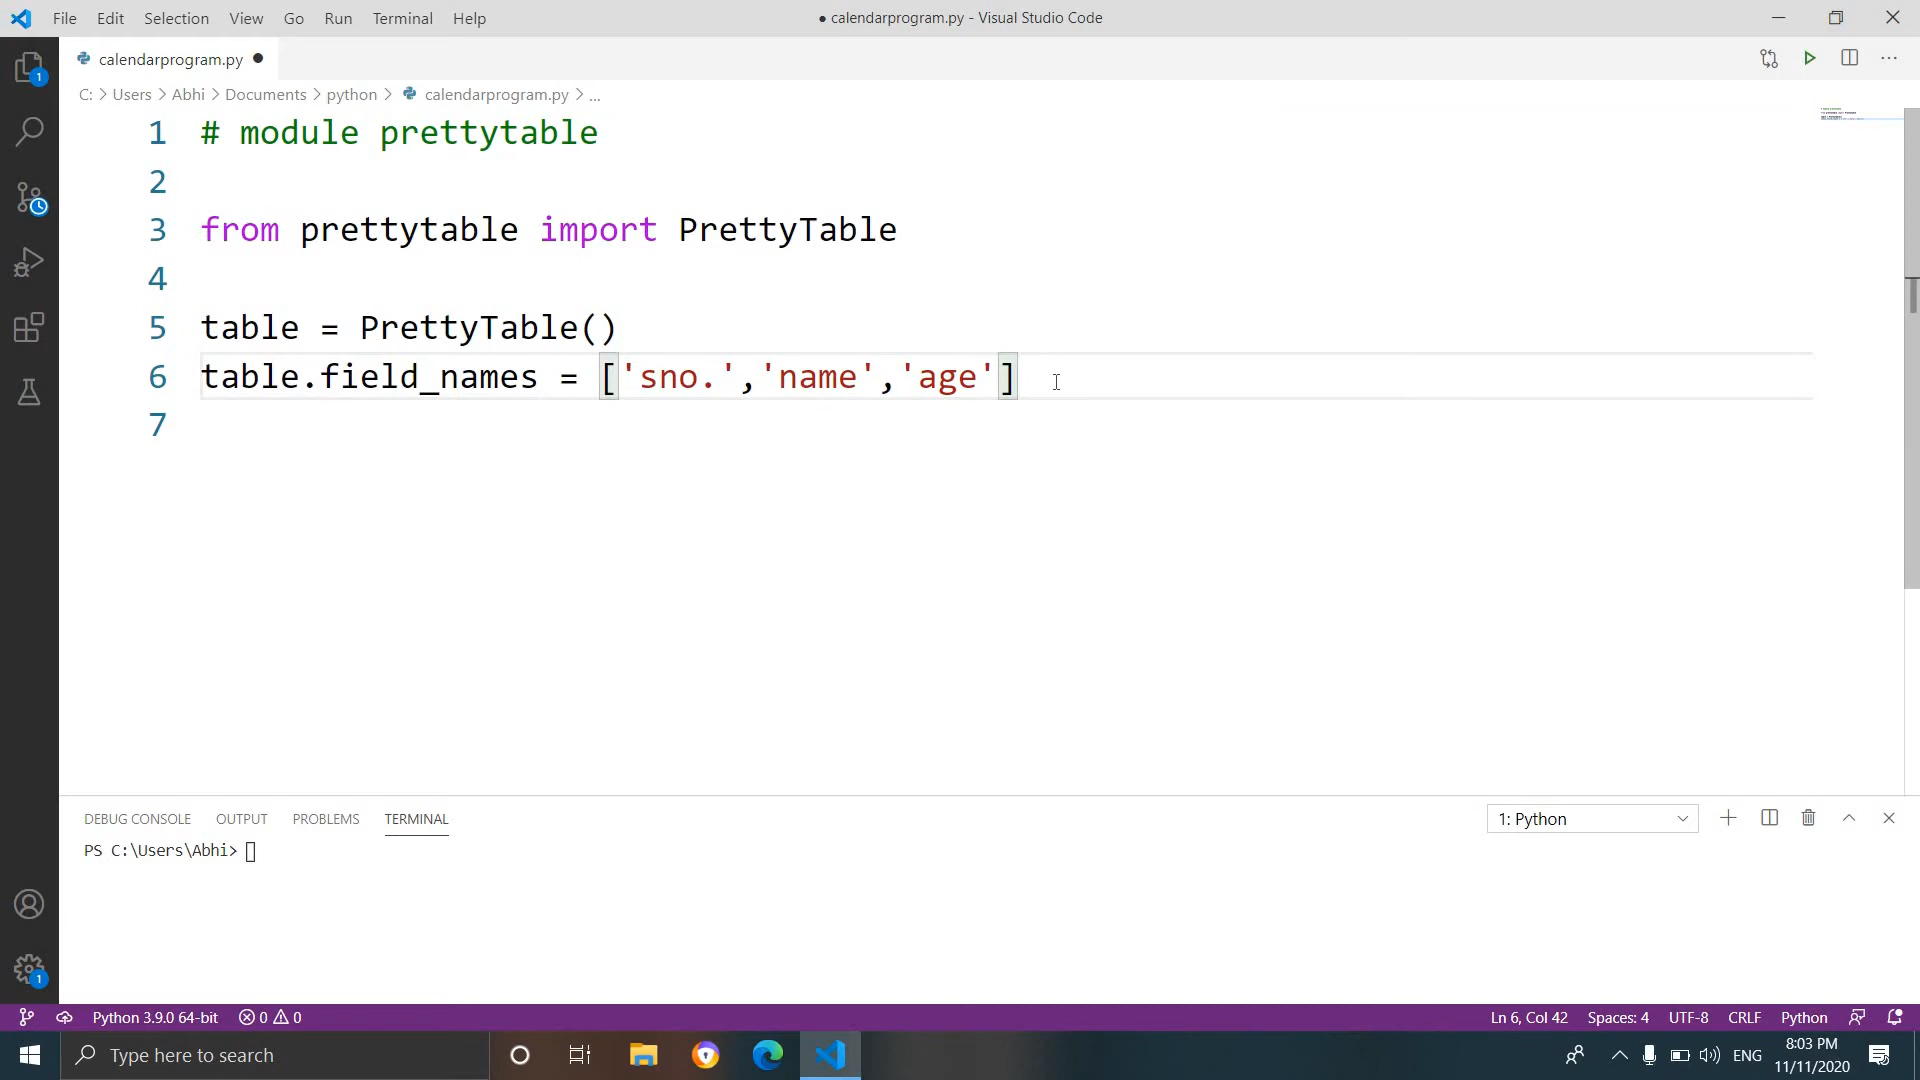 File Edit Selection View Go Run Terminal Help
● calendarprogram.py - Visual Studio Code
calendarprogram.py ●
C: > Users > Abhi > Documents > python > calendarprogram.py > ...
1 # module prettytable
2
3 from prettytable import PrettyTable
4
5 table = PrettyTable()
6 table.field_names = ['sno.','name','age']
7
1
1
DEBUG CONSOLE OUTPUT PROBLEMS TERMINAL
1: Python
PS C:\Users\Abhi>
Python 3.9.0 64-bit 0 0
Ln 6, Col 42 Spaces: 4 UTF-8 CRLF Python
Type here to search
ENG
8:03 PM
11/11/2020